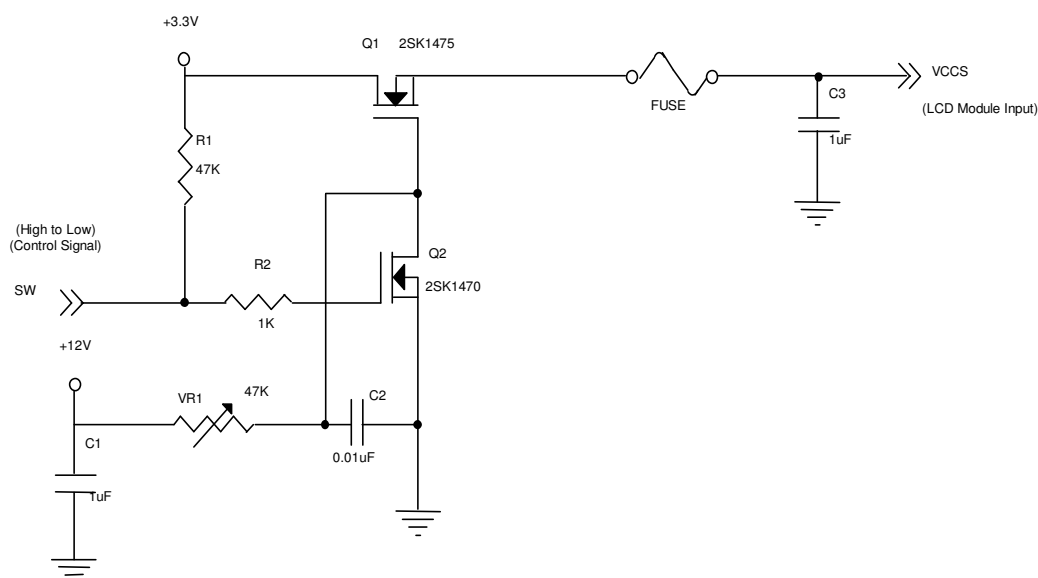 +3.3V
Q1 2SK1475
VCCS
(LCD Module Input)
FUSE
C3
1uF
R1
47K
(High to Low)
(Control Signal)
SW
R2
1K
Q2
2SK1470
+12V
VR1
47K
C2
0.01uF
C1
1uF